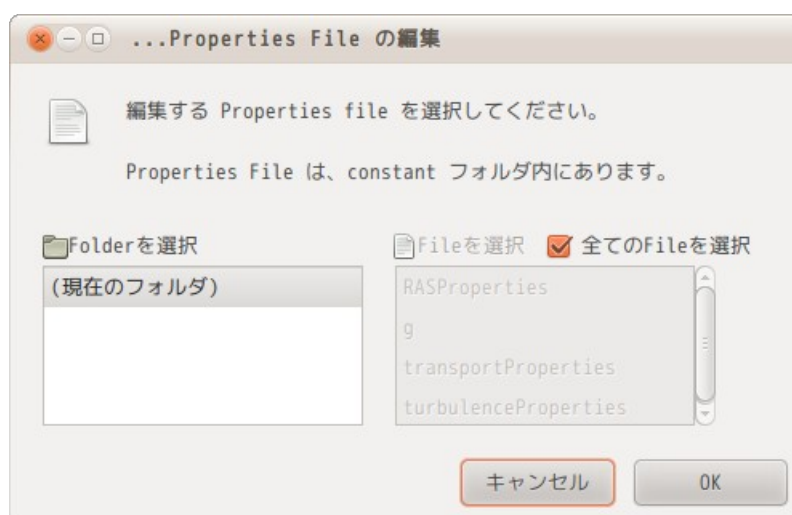 ...Properties File の編集
編集する Properties file を選択してください。
Properties File は、constant フォルダ内にあります。
Folderを選択
Fileを選択 全てのFileを選択
(現在のフォルダ)
RASProperties
g
transportProperties
turbulenceProperties
キャンセル OK